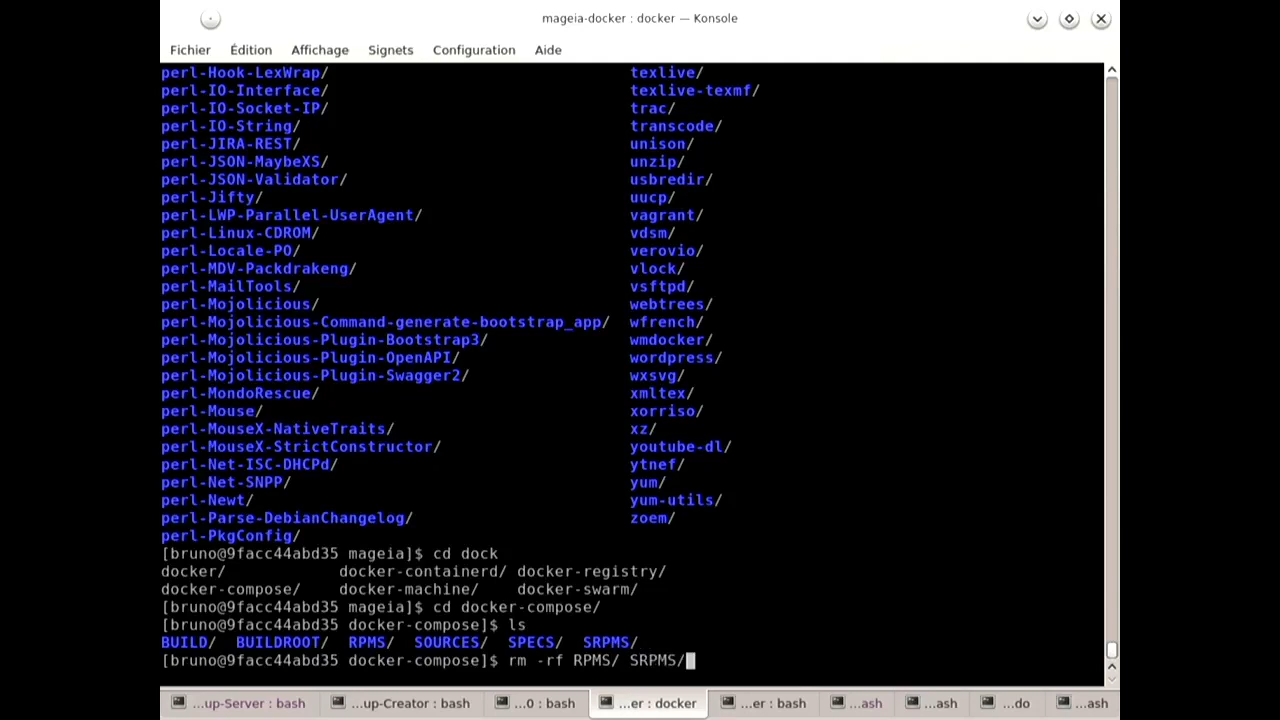 mageia-docker : docker — Konsole
Fichier Édition Affichage Signets Configuration Aide
perl-Hook-LexWrap/ texlive/
perl-IO-Interface/ texlive-texmf/
perl-IO-Socket-IP/ trac/
perl-IO-String/ transcode/
perl-JIRA-REST/ unison/
perl-JSON-MaybeXS/ unzip/
perl-JSON-Validator/ usbredir/
perl-Jifty/ uucp/
perl-LWP-Parallel-UserAgent/ vagrant/
perl-Linux-CDROM/ vdsm/
perl-Locale-PO/ verovio/
perl-MDV-Packdrakeng/ vlock/
perl-MailTools/ vsftpd/
perl-Mojolicious/ webtrees/
perl-Mojolicious-Command-generate-bootstrap_app/ wfrench/
perl-Mojolicious-Plugin-Bootstrap3/ wmdocker/
perl-Mojolicious-Plugin-OpenAPI/ wordpress/
perl-Mojolicious-Plugin-Swagger2/ wxsvg/
perl-MondoRescue/ xmltex/
perl-Mouse/ xorriso/
perl-MouseX-NativeTraits/ xz/
perl-MouseX-StrictConstructor/ youtube-dl/
perl-Net-ISC-DHCPd/ ytnef/
perl-Net-SNPP/ yum/
perl-Newt/ yum-utils/
perl-Parse-DebianChangelog/ zoem/
perl-PkgConfig/
[bruno@9facc44abd35 mageia]$ cd dock
docker/ docker-containerd/ docker-registry/
docker-compose/ docker-machine/ docker-swarm/
[bruno@9facc44abd35 mageia]$ cd docker-compose/
[bruno@9facc44abd35 docker-compose]$ ls
BUILD/ BUILDROOT/ RPMS/ SOURCES/ SPECS/ SRPMS/
[bruno@9facc44abd35 docker-compose]$ rm -rf RPMS/ SRPMS/
...up-Server : bash ...up-Creator : bash ...0 : bash ...er : docker ...er : bash ...ash ...ash ...do ...ash